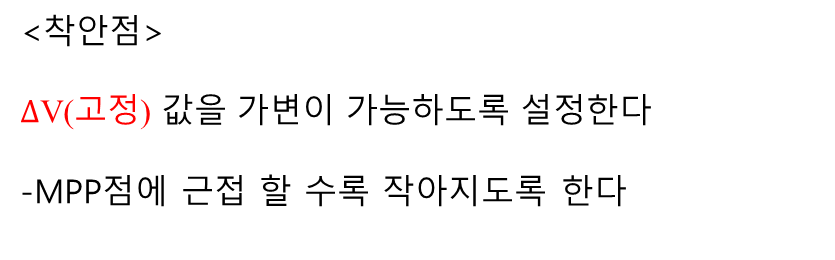 <착안점>
ΔV(고정) 값을 가변이 가능하도록 설정한다
-MPP점에 근접 할 수록 작아지도록 한다